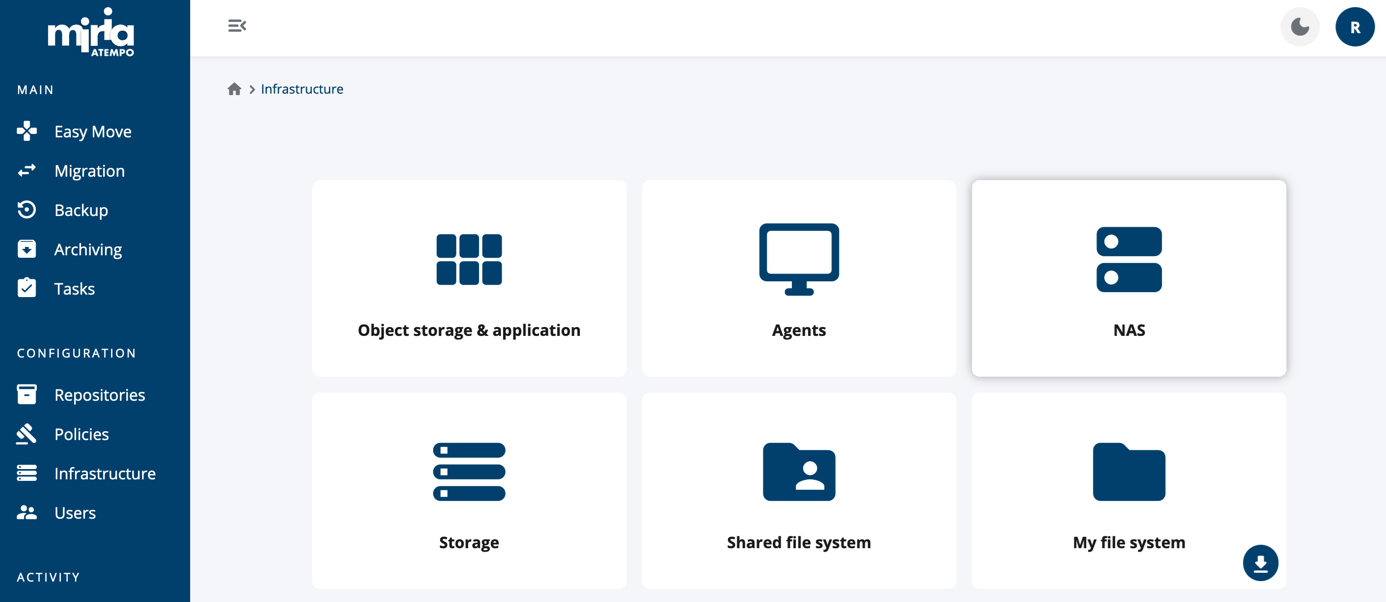 miria
ATEMPO
R
MAIN
Infrastructure
Easy Move
Migration
Backup
Archiving
Tasks
CONFIGURATION
Repositories
Policies
Infrastructure
Users
ACTIVITY
Object storage & application
Agents
NAS
Storage
Shared file system
My file system